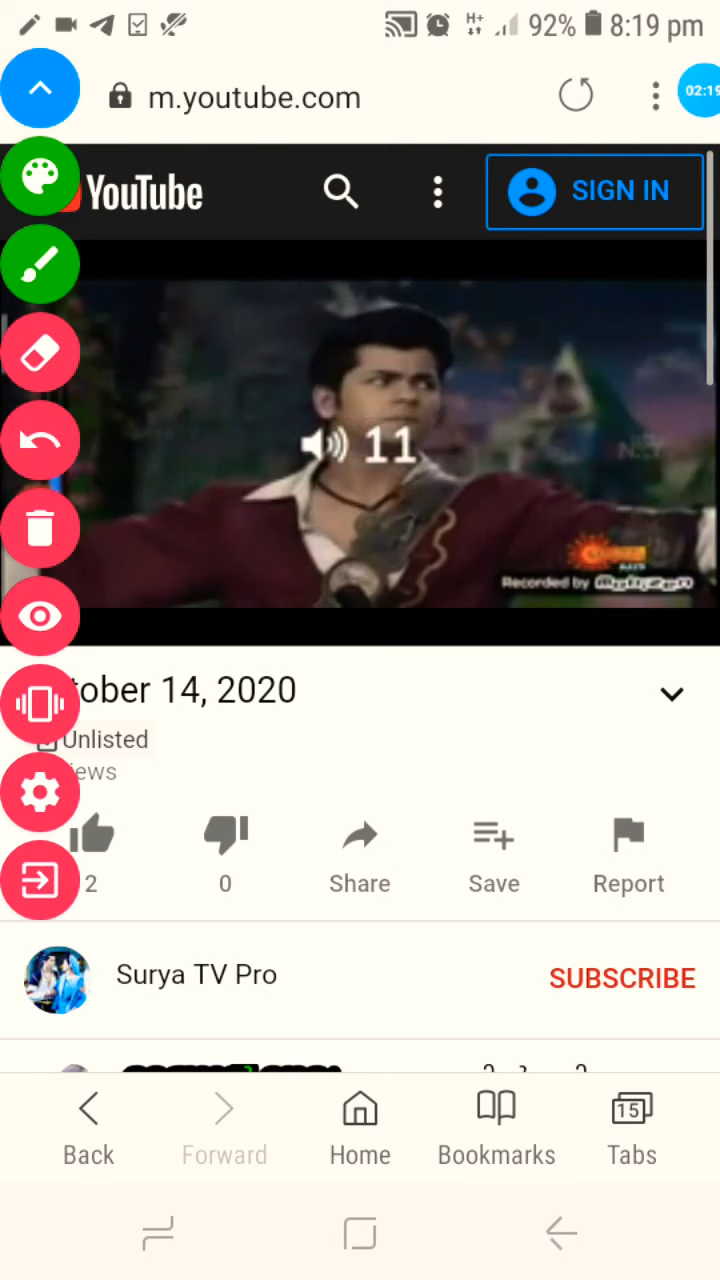 H+ 92% 8:19 pm
m.youtube.com
02:19
YouTube
SIGN IN
11
Recorded by
tober 14, 2020
Unlisted
iews
2
0
Share
Save
Report
Surya TV Pro
SUBSCRIBE
15
Back
Forward
Home
Bookmarks
Tabs